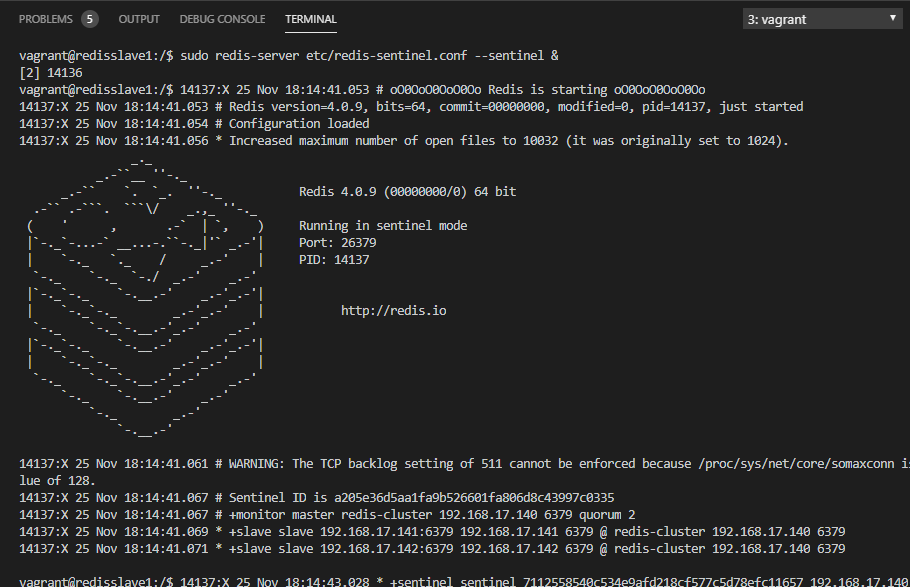 PROBLEMS 5 OUTPUT DEBUG CONSOLE TERMINAL 3: vagrant
vagrant@redisslave1:/$ sudo redis-server etc/redis-sentinel.conf --sentinel &
[2] 14136
vagrant@redisslave1:/$ 14137:X 25 Nov 18:14:41.053 # oO0OoO0OoO0Oo Redis is starting oO0OoO0OoO0Oo
14137:X 25 Nov 18:14:41.053 # Redis version=4.0.9, bits=64, commit=00000000, modified=0, pid=14137, just started
14137:X 25 Nov 18:14:41.054 # Configuration loaded
14137:X 25 Nov 18:14:41.056 * Increased maximum number of open files to 10032 (it was originally set to 1024).
Redis 4.0.9 (00000000/0) 64 bit
Running in sentinel mode
Port: 26379
PID: 14137
http://redis.io
14137:X 25 Nov 18:14:41.061 # WARNING: The TCP backlog setting of 511 cannot be enforced because /proc/sys/net/core/somaxconn is
lue of 128.
14137:X 25 Nov 18:14:41.067 # Sentinel ID is a205e36d5aa1fa9b526601fa806d8c43997c0335
14137:X 25 Nov 18:14:41.067 # +monitor master redis-cluster 192.168.17.140 6379 quorum 2
14137:X 25 Nov 18:14:41.069 * +slave slave 192.168.17.141:6379 192.168.17.141 6379 @ redis-cluster 192.168.17.140 6379
14137:X 25 Nov 18:14:41.071 * +slave slave 192.168.17.142:6379 192.168.17.142 6379 @ redis-cluster 192.168.17.140 6379
vagrant@redisslave1:/$ 14137:X 25 Nov 18:14:43.028 * +sentinel sentinel 7112558540c534e9afd218cf577c5d78efc11657 192.168.17.140